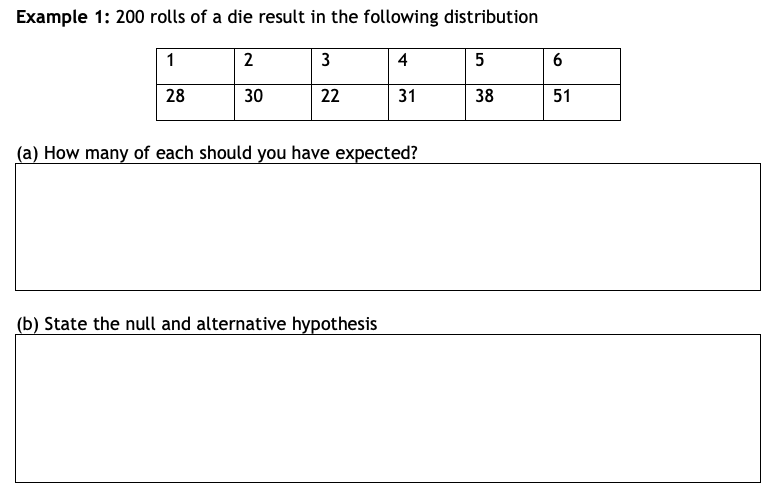 Example 1: 200 rolls of a die result in the following distribution
1 2 3 4 5 6
28 30 22 31 38 51
(a) How many of each should you have expected?
(b) State the null and alternative hypothesis